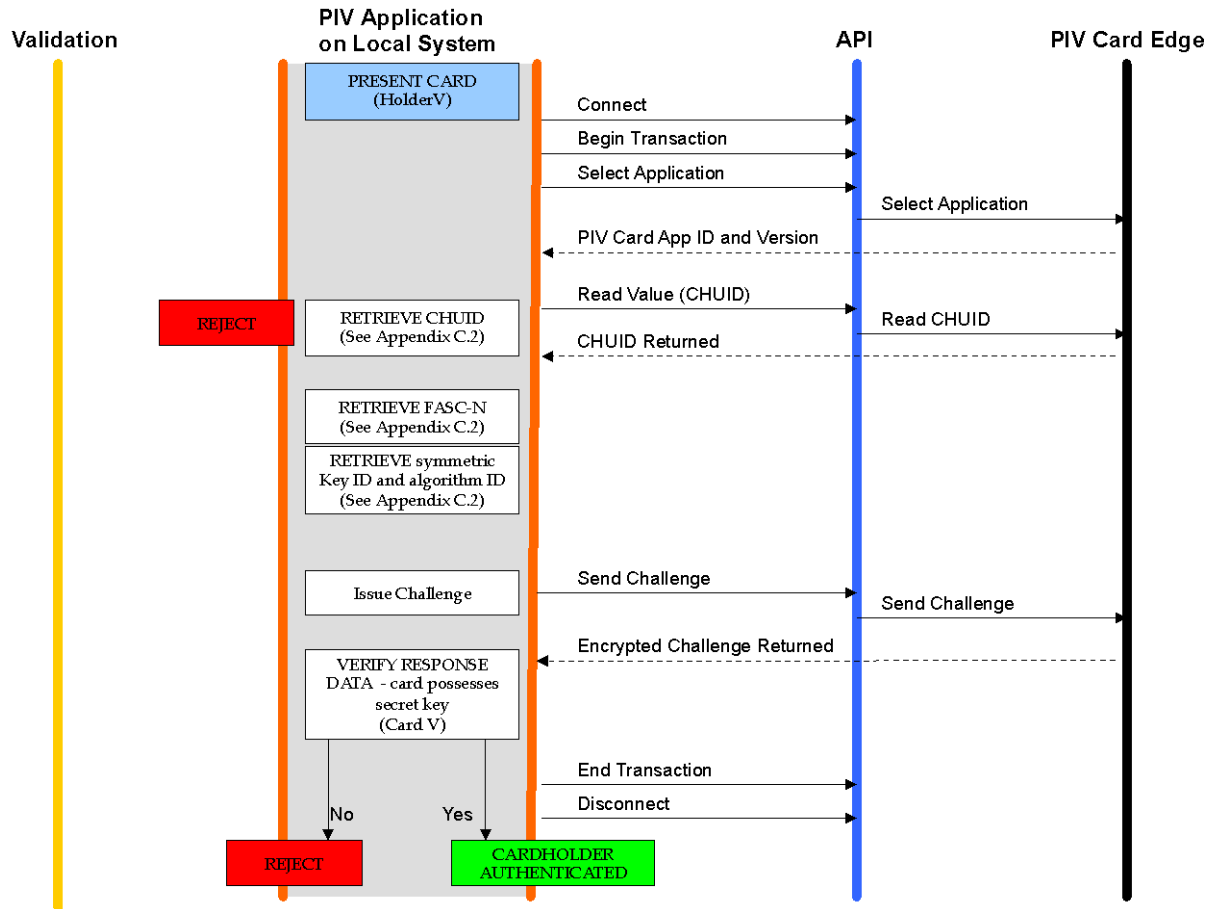 Validation
PIV Application
on Local System
API
PIV Card Edge
PRESENT CARD
(HolderV)
Connect
Begin Transaction
Select Application
Select Application
PIV Card App ID and Version
Read Value (CHUID)
REJECT
RETRIEVE CHUID
(See Appendix C.2)
Read CHUID
CHUID Returned
RETRIEVE FASC-N
(See Appendix C.2)
RETRIEVE symmetric
Key ID and algorithm ID
(See Appendix C.2)
Issue Challenge
Send Challenge
Send Challenge
Encrypted Challenge Returned
VERIFY RESPONSE
DATA - card possesses
secret key
(Card V)
End Transaction
Disconnect
No
Yes
REJECT
CARDHOLDER
AUTHENTICATED